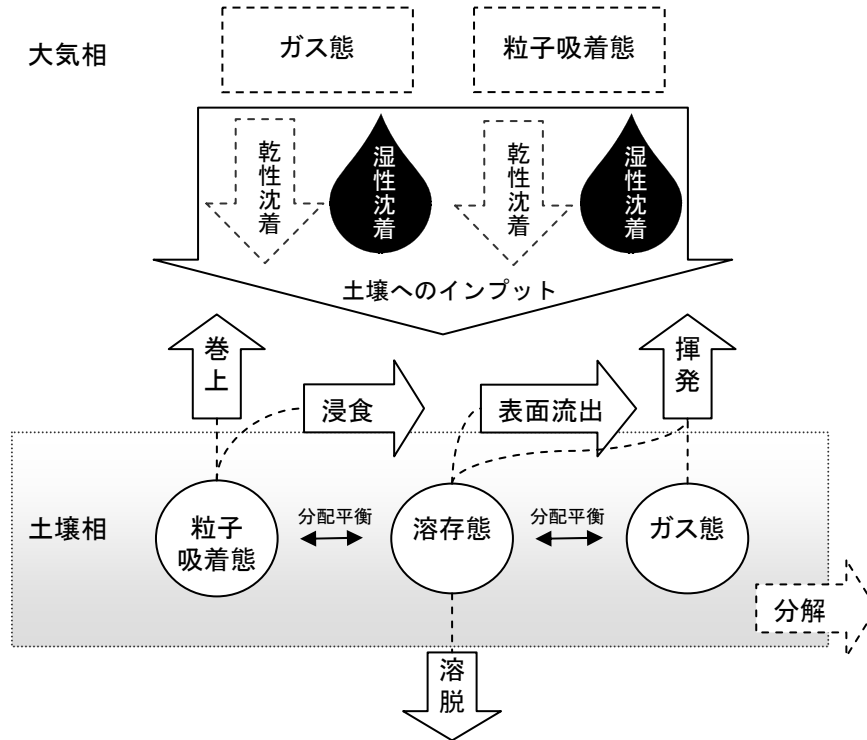 大気相
ガス態
粒子吸着態
乾性沈着
湿性沈着
乾性沈着
湿性沈着
土壌へのインプット
巻上
揮発
浸食
表面流出
土壌相
粒子
吸着態
分配平衡
溶存態
分配平衡
ガス態
分解
溶脱